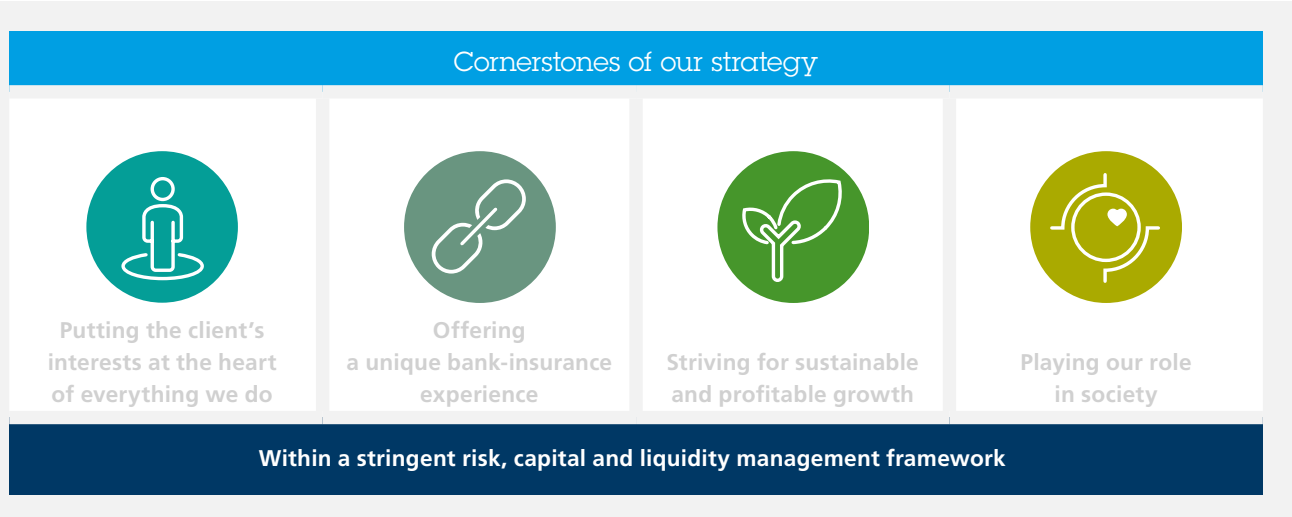 Cornerstones of our strategy
Putting the client's
interests at the heart
of everything we do
Offering
a unique bank-insurance
experience
Striving for sustainable
and profitable growth
Playing our role
in society
Within a stringent risk, capital and liquidity management framework